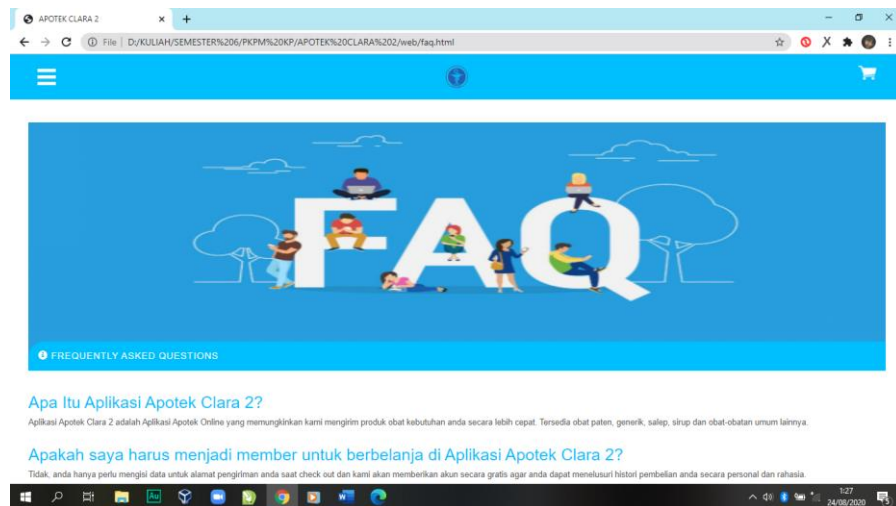 APOTEK CLARA 2
File | D:/KULIAH/SEMESTER%206/PKPM%20KP/APOTEK%20CLARA%202/web/faq.html
FAQ
FREQUENTLY ASKED QUESTIONS
Apa Itu Aplikasi Apotek Clara 2?
Aplikasi Apotek Clara 2 adalah Aplikasi Apotek Online yang memungkinkan kami mengirim produk obat kebutuhan anda secara lebih cepat. Tersedia obat paten, generik, salep, sirup dan obat-obatan umum lainnya.
Apakah saya harus menjadi member untuk berbelanja di Aplikasi Apotek Clara 2?
Tidak, anda hanya perlu mengisi data untuk alamat pengiriman anda saat check out dan kami akan memberikan akun secara gratis agar anda dapat menelusuri histori pembelian anda secara personal dan rahasia.
Au
1:27
24/08/2020